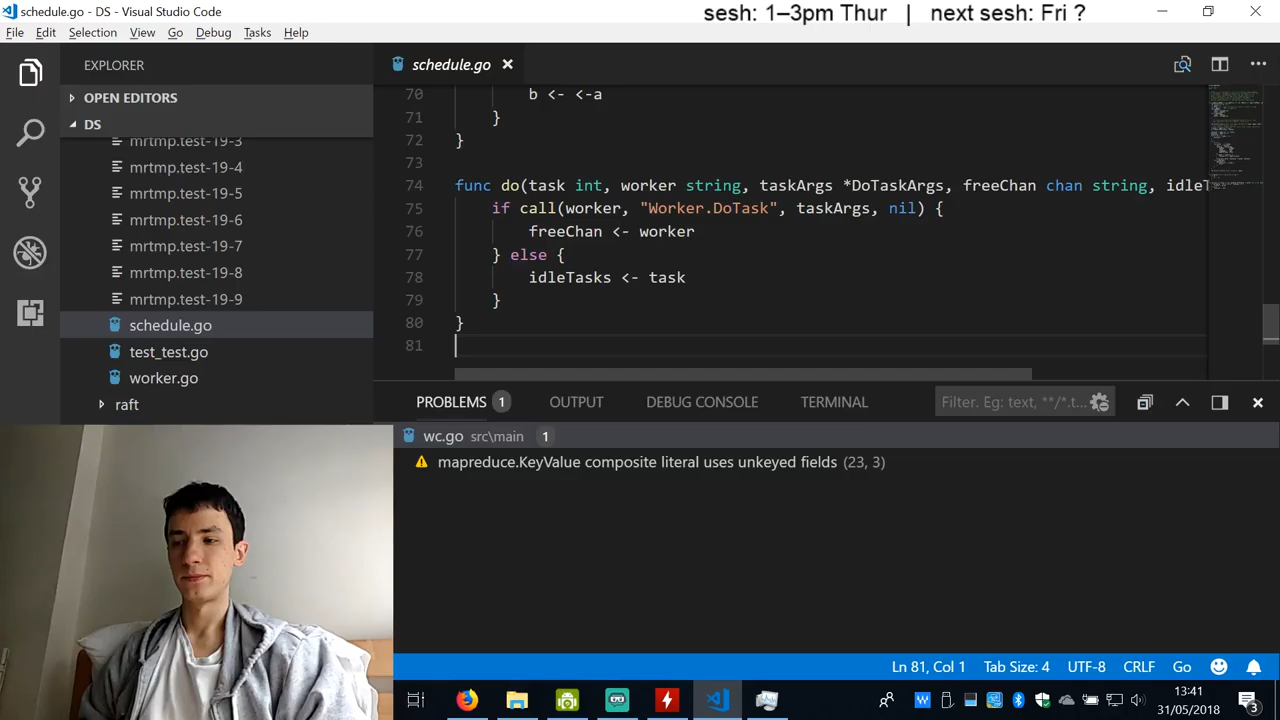 schedule.go - DS - Visual Studio Code
sesh: 1–3pm Thur | next sesh: Fri ?
File Edit Selection View Go Debug Tasks Help
EXPLORER
OPEN EDITORS
DS
mrtmp.test-19-3
mrtmp.test-19-4
mrtmp.test-19-5
mrtmp.test-19-6
mrtmp.test-19-7
mrtmp.test-19-8
mrtmp.test-19-9
schedule.go
test_test.go
worker.go
raft
schedule.go
70 b <- <-a
71 }
72 }
73
74 func do(task int, worker string, taskArgs *DoTaskArgs, freeChan chan string, idleT
75 if call(worker, "Worker.DoTask", taskArgs, nil) {
76 freeChan <- worker
77 } else {
78 idleTasks <- task
79 }
80 }
81
PROBLEMS 1 OUTPUT DEBUG CONSOLE TERMINAL Filter. Eg: text, **/*.t...
wc.go src\main 1
mapreduce.KeyValue composite literal uses unkeyed fields (23, 3)
Ln 81, Col 1 Tab Size: 4 UTF-8 CRLF Go
13:41
31/05/2018
3